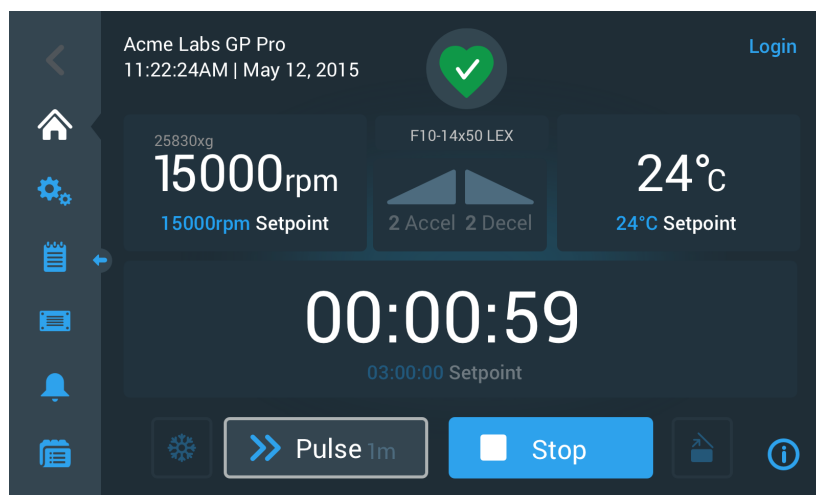 Acme Labs GP Pro
11:22:24AM | May 12, 2015
Login
25830xg
15000rpm
15000rpm Setpoint
F10-14x50 LEX
2 Accel 2 Decel
24°C
24°C Setpoint
00:00:59
03:00:00 Setpoint
Pulse 1m
Stop